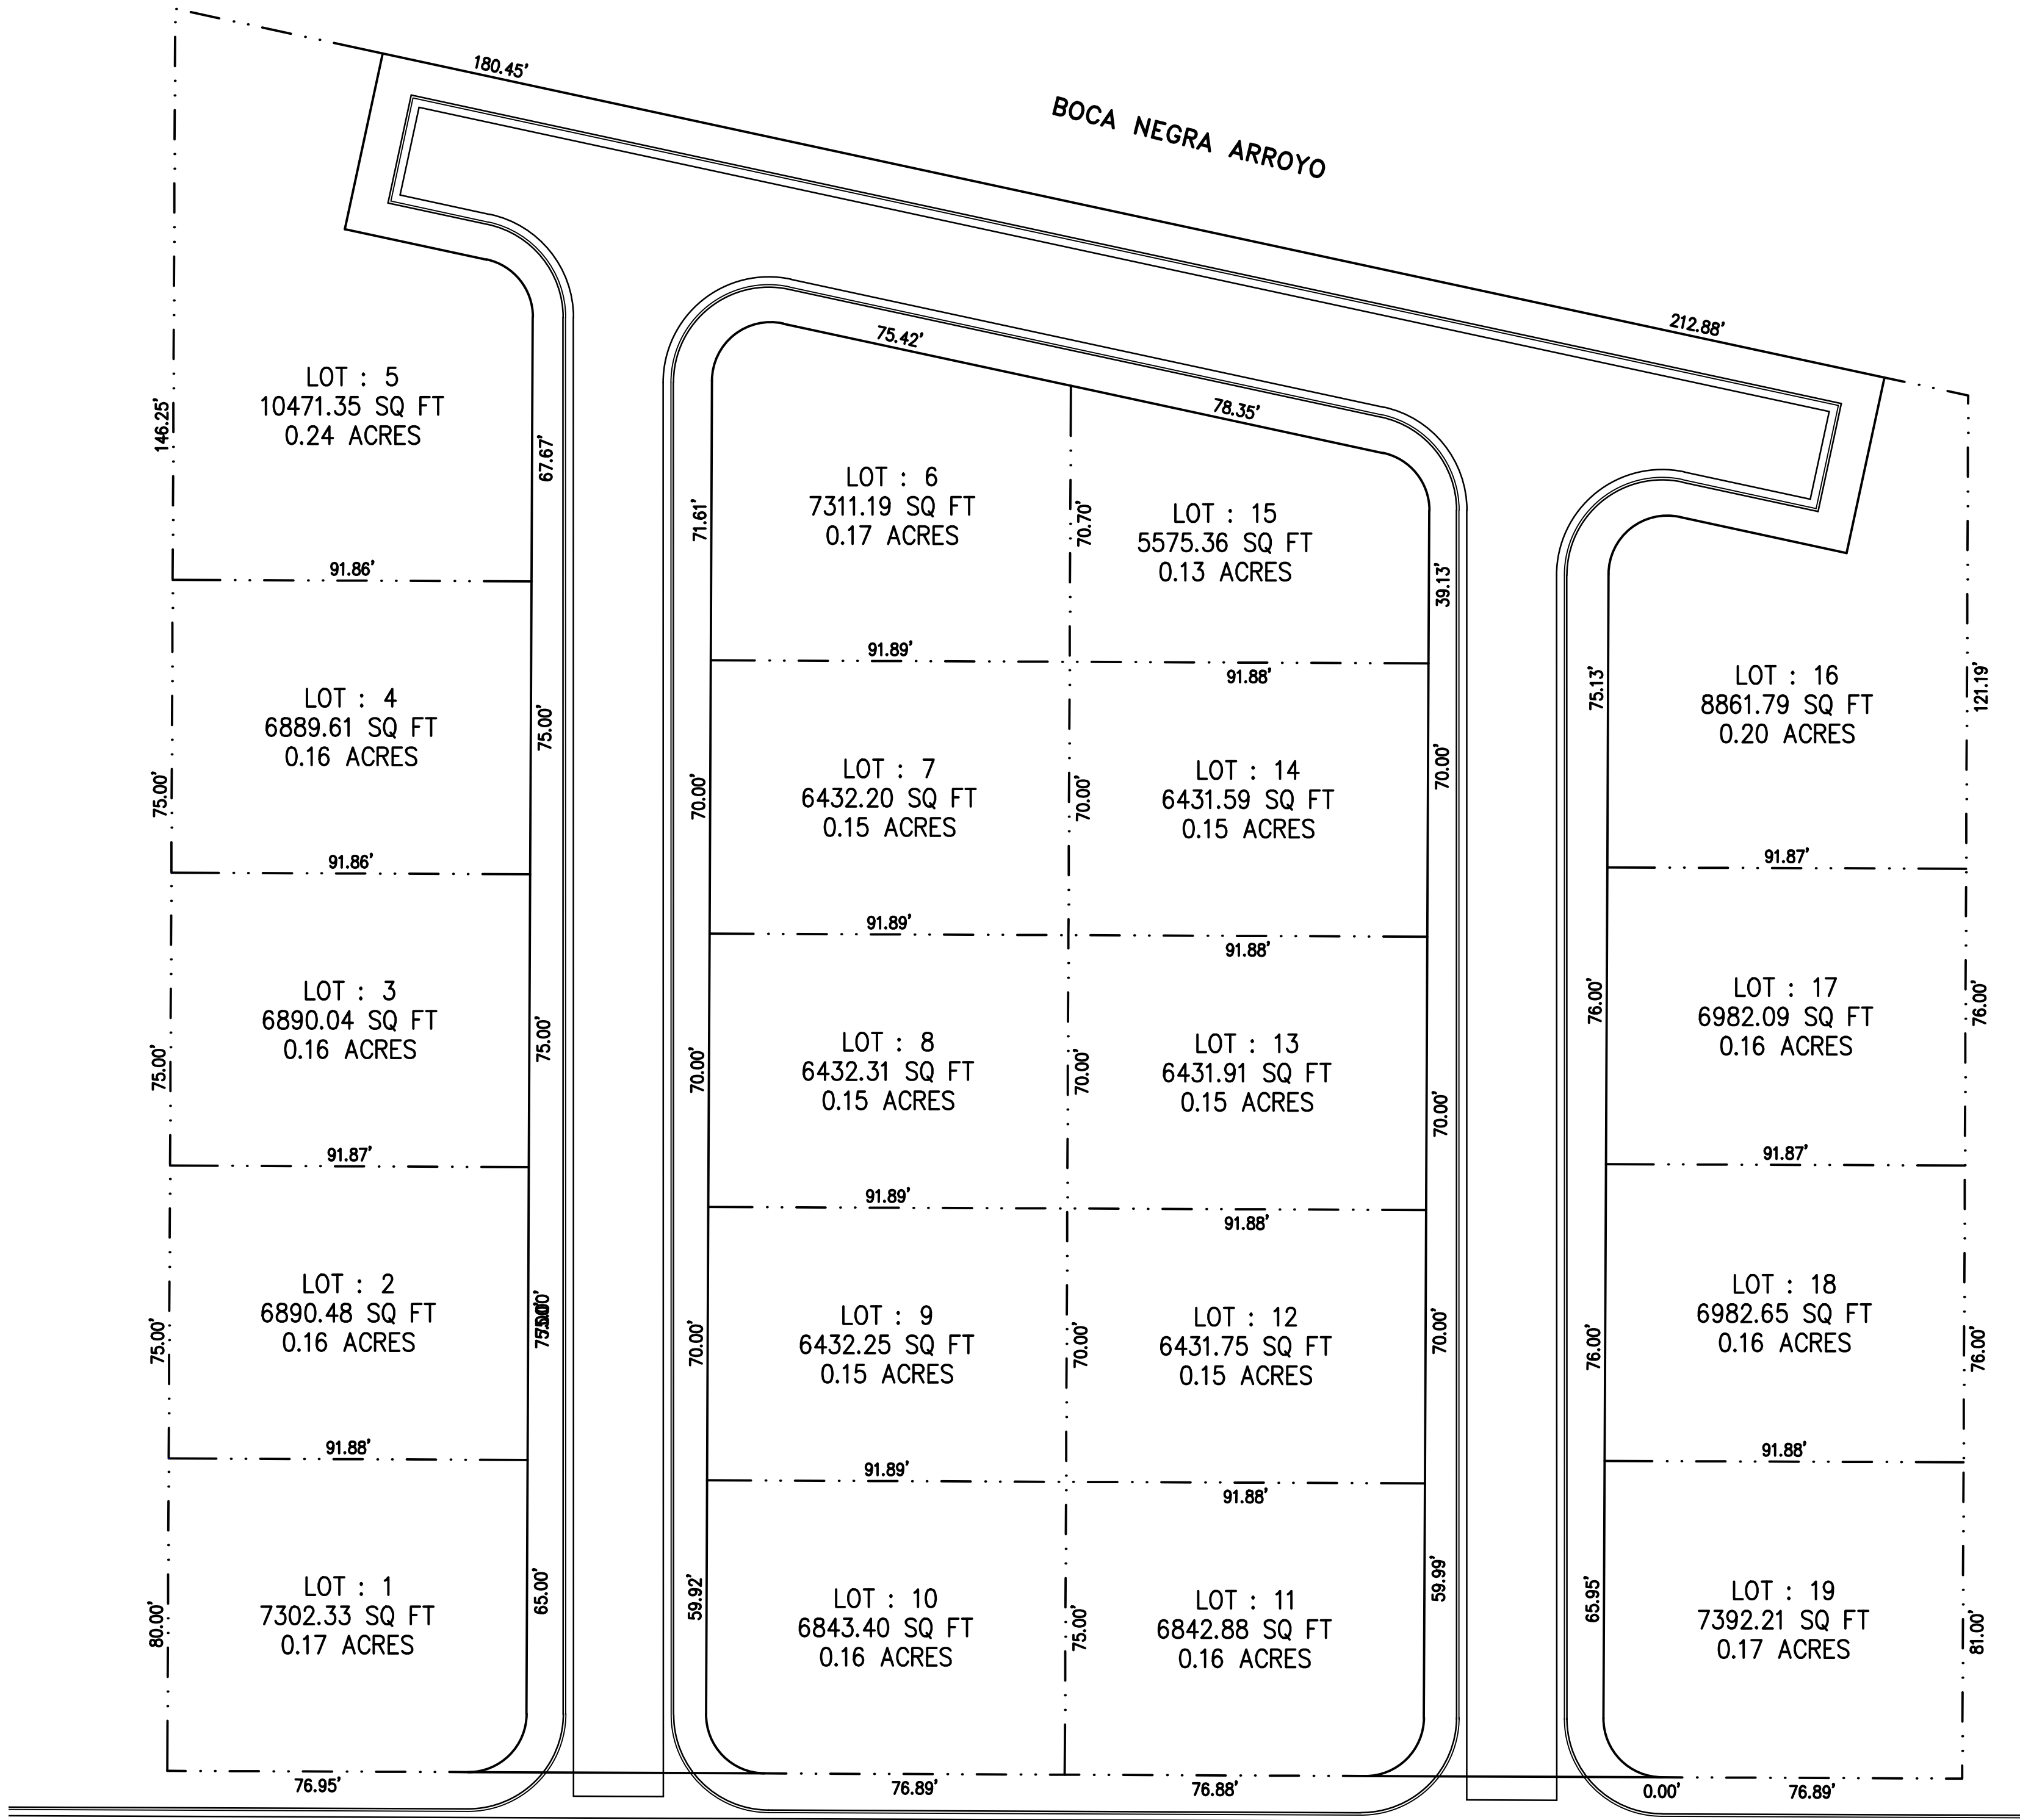 180.45'
BOCA NEGRA ARROYO
212.88'
75.42'
78.35'
LOT : 5
10471.35 SQ FT
0.24 ACRES
146.25'
67.67'
91.86'
LOT : 4
6889.61 SQ FT
0.16 ACRES
75.00'
75.00'
91.86'
LOT : 3
6890.04 SQ FT
0.16 ACRES
75.00'
75.00'
91.87'
LOT : 2
6890.48 SQ FT
0.16 ACRES
75.00'
91.88'
LOT : 1
7302.33 SQ FT
0.17 ACRES
80.00'
65.00'
76.95'
LOT : 6
7311.19 SQ FT
0.17 ACRES
71.61'
70.70'
91.89'
LOT : 7
6432.20 SQ FT
0.15 ACRES
70.00'
70.00'
91.89'
LOT : 8
6432.31 SQ FT
0.15 ACRES
70.00'
70.00'
91.89'
LOT : 9
6432.25 SQ FT
0.15 ACRES
70.00'
70.00'
91.89'
LOT : 10
6843.40 SQ FT
0.16 ACRES
59.92'
75.00'
76.89'
LOT : 15
5575.36 SQ FT
0.13 ACRES
39.13'
91.88'
LOT : 14
6431.59 SQ FT
0.15 ACRES
70.00'
91.88'
LOT : 13
6431.91 SQ FT
0.15 ACRES
70.00'
91.88'
LOT : 12
6431.75 SQ FT
0.15 ACRES
70.00'
91.88'
LOT : 11
6842.88 SQ FT
0.16 ACRES
59.99'
76.88'
LOT : 16
8861.79 SQ FT
0.20 ACRES
75.13'
121.19'
91.87'
LOT : 17
6982.09 SQ FT
0.16 ACRES
76.00'
76.00'
91.87'
LOT : 18
6982.65 SQ FT
0.16 ACRES
76.00'
76.00'
91.88'
LOT : 19
7392.21 SQ FT
0.17 ACRES
65.95'
81.00'
0.00'
76.89'